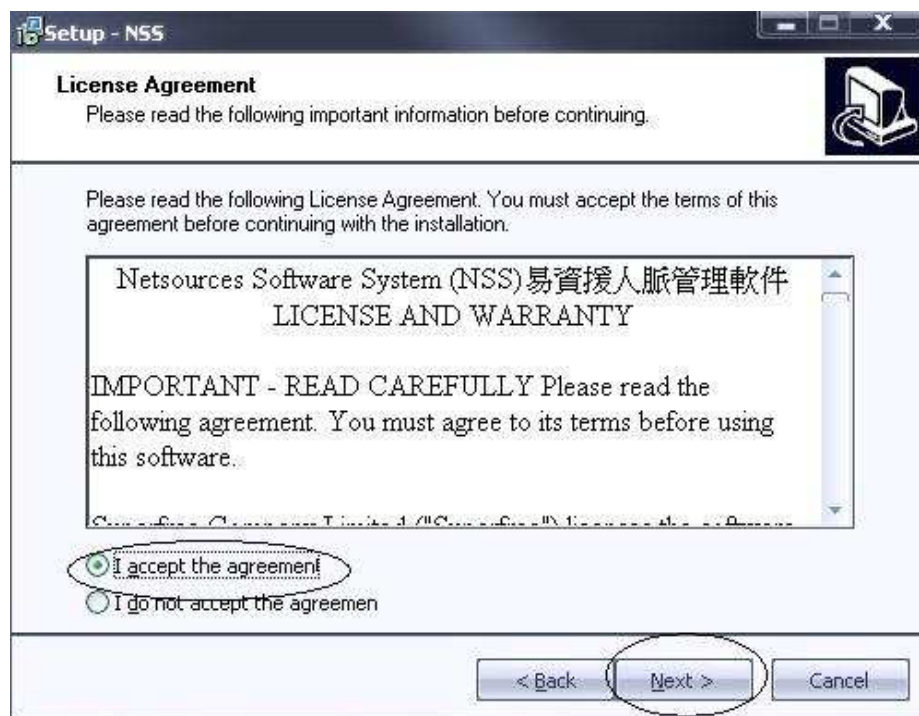 Setup - NSS
License Agreement
Please read the following important information before continuing.
Please read the following License Agreement. You must accept the terms of this
agreement before continuing with the installation.
Netsources Software System (NSS)易資援人脈管理軟件
LICENSE AND WARRANTY
IMPORTANT - READ CAREFULLY Please read the
following agreement. You must agree to its terms before using
this software.
I accept the agreement
I do not accept the agreemen
< Back
Next >
Cancel